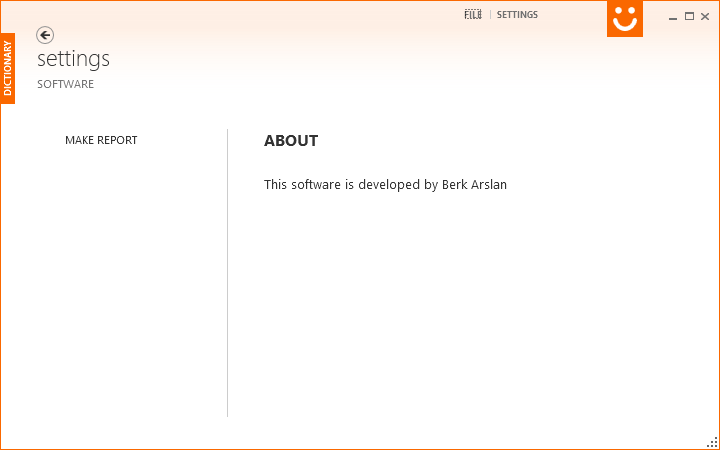 FILE | SETTINGS
DICTIONARY
settings
SOFTWARE
MAKE REPORT
ABOUT
This software is developed by Berk Arslan